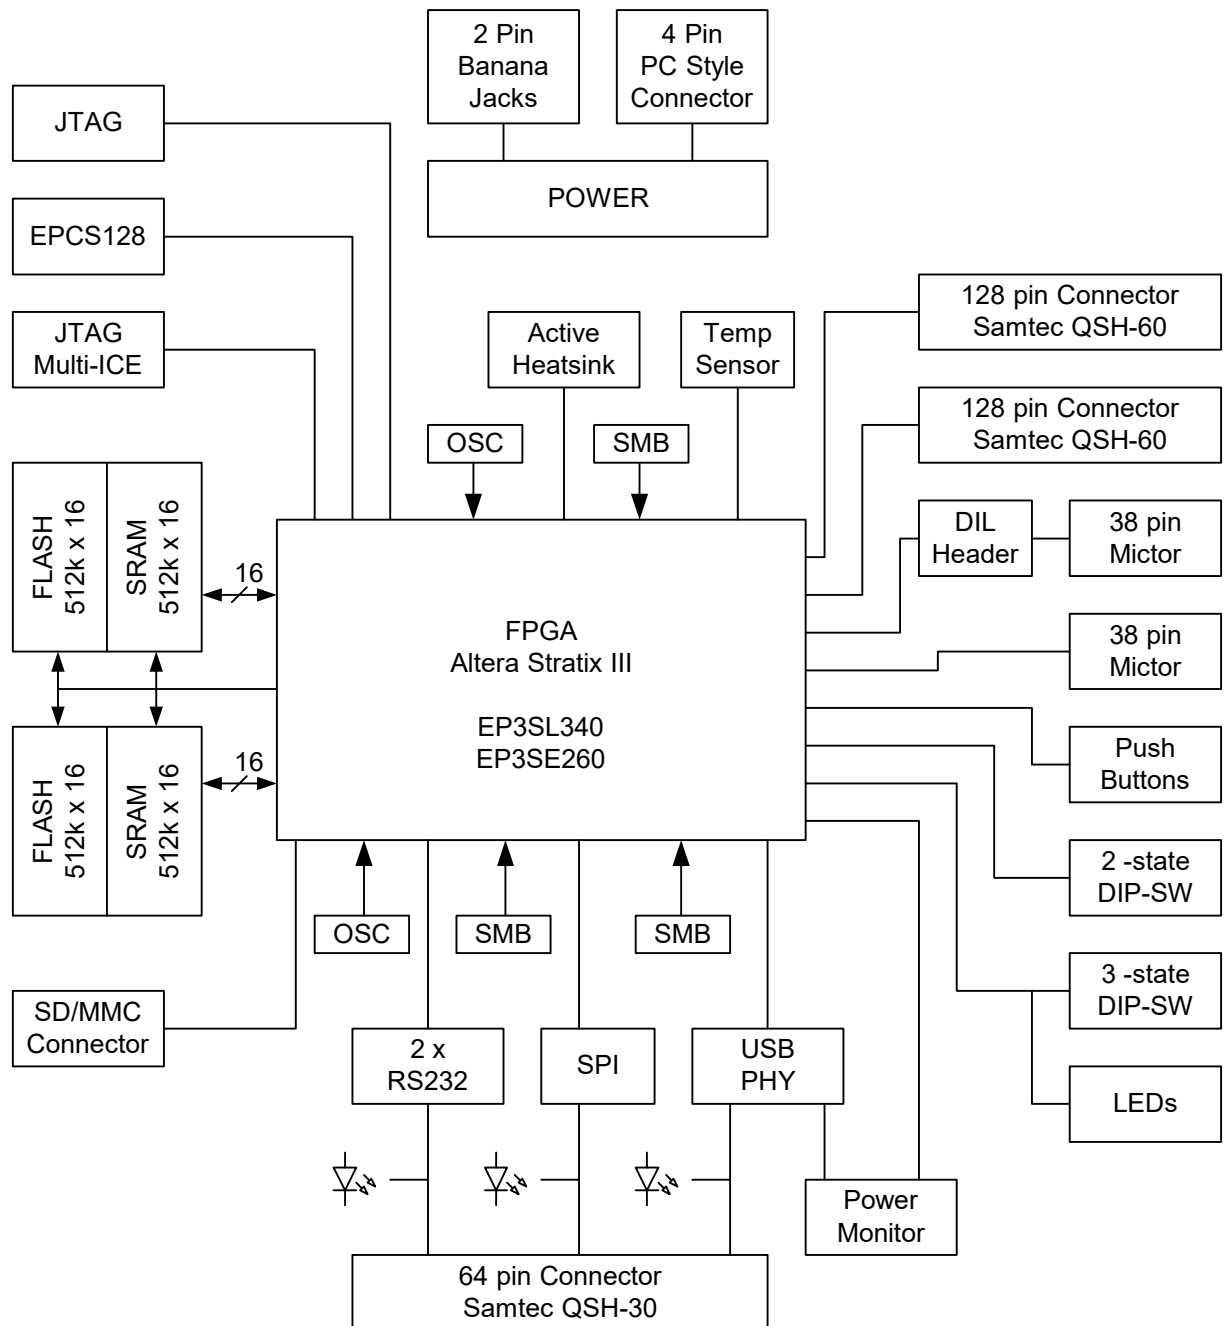 2 Pin
Banana
Jacks
4 Pin
PC Style
Connector
JTAG
POWER
EPCS128
128 pin Connector
Samtec QSH-60
JTAG
Multi-ICE
Active
Heatsink
Temp
Sensor
128 pin Connector
Samtec QSH-60
OSC
SMB
FLASH
512k x 16
SRAM
512k x 16
16
DIL
Header
38 pin
Mictor
FPGA
Altera Stratix III
EP3SL340
EP3SE260
38 pin
Mictor
FLASH
512k x 16
SRAM
512k x 16
16
Push
Buttons
2 -state
DIP-SW
OSC
SMB
SMB
3 -state
DIP-SW
SD/MMC
Connector
2 x
RS232
SPI
USB
PHY
LEDs
Power
Monitor
64 pin Connector
Samtec QSH-30